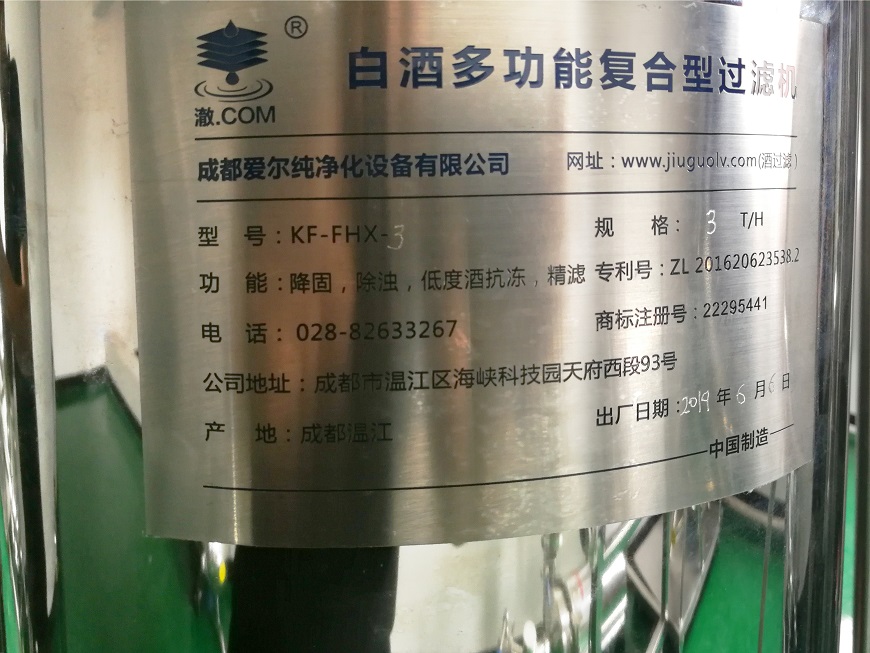 ®
澈.COM
白酒多功能复合型过滤机
成都爱尔纯净化设备有限公司 网址：www.jiuguolv.com(酒过滤)
型 号：KF-FHX-3 规 格： 3 T/H
功 能：降固，除浊，低度酒抗冻，精滤 专利号：ZL 201620623538.2
电 话： 028-82633267 商标注册号：22295441
公司地址：成都市温江区海峡科技园天府西段93号
产 地：成都温江 出厂日期：2019 年 6 月 6 日
中国制造